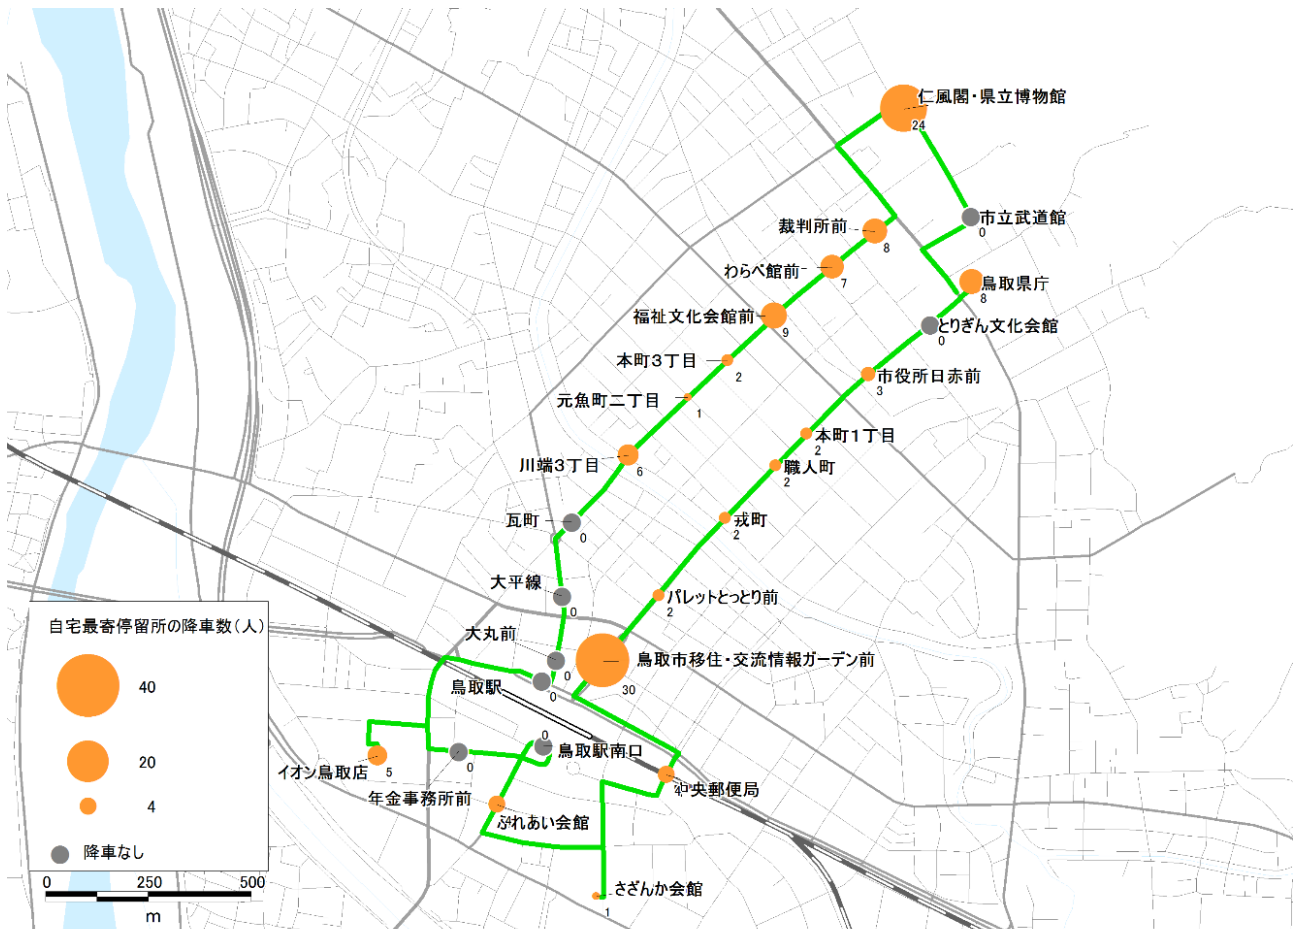 仁風閣・県立博物館
24
市立武道館
0
裁判所前
8
わらべ館前
7
鳥取県庁
8
福祉文化会館前
9
とりぎん文化会館
0
本町3丁目
2
市役所日赤前
3
元魚町二丁目
1
本町1丁目
2
川端3丁目
6
職人町
2
瓦町
0
戎町
2
大平線
0
パレットとっとり前
2
大丸前
0
鳥取市移住・交流情報ガーデン前
30
鳥取駅
0
0
鳥取駅南口
イオン鳥取店
5
0
年金事務所前
中央郵便局
ふれあい会館
さざんか会館
1
自宅最寄停留所の降車数(人)
40
20
4
降車なし
0 250 500
m